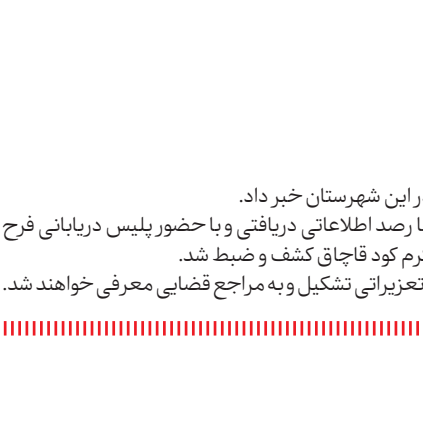 این شهرستان خبر داد.
رصد اطلاعاتی دریافتی و با حضور پلیس دریابانی فرح
کود قاچاق کشف و ضبط شد.
تعزیراتی تشکیل و به مراجع قضایی معرفی خواهند شد.